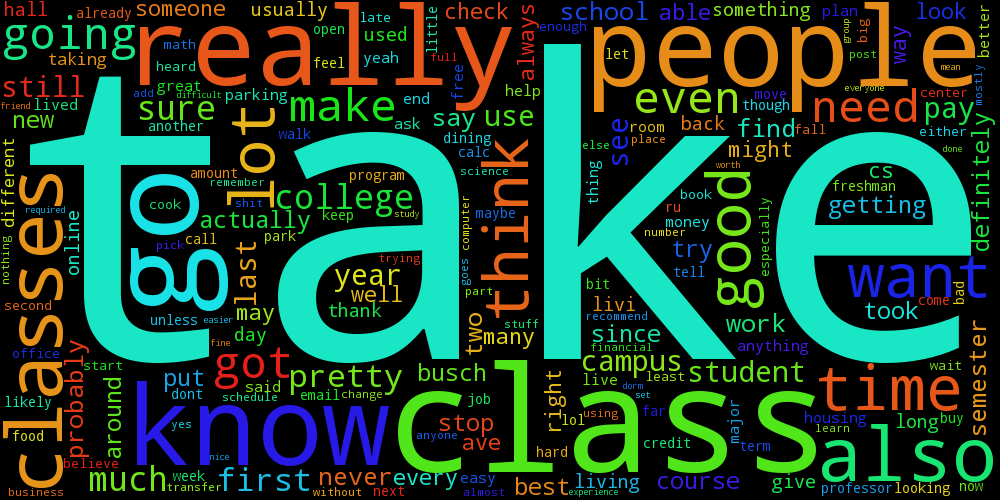 hall
already
someone
usually
late
open
used
check
always
school
able
something
plan
look
going
really
math
yeah
little
enough
people
group
big
way
better
taking
heard
feel
full
let
post
mean
still
great
free
help
even
everyone
mostly
friend
lived
add
difficult
parking
make
end
say
use
move
need
center
pay
new
another
sure
lot
walk
ask
dining
else
see
room
though
find
fall
either
different
take
calc
place
back
might
done
classes
amount
program
science
thing
worth
cs
remember
college
think
book
good
freshman
definitely
cook
shit
keep
study
maybe
ru
money
getting
required
go
actually
computer
number
especially
online
pick
call
park
try
nothing
last
trying
goes
tell
want
year
part
bit
bad
second
well
stuff
livi
took
come
unless
easier
may
thank
two
many
recommend
work
since
anything
office
fine
day
financial
semester
probably
start
got
pretty
busch
campus
student
wait
likely
around
put
said
right
live
least
time
dont
schedule
email
change
job
dorm
set
housing
long
buy
food
yes
know
class
stop
lol
using
far
major
learn
also
believe
nice
anyone
ave
hard
credit
term
business
much
week
first
never
every
easy
best
living
course
give
professor
looking
now
transfer
without
next
almost
experience